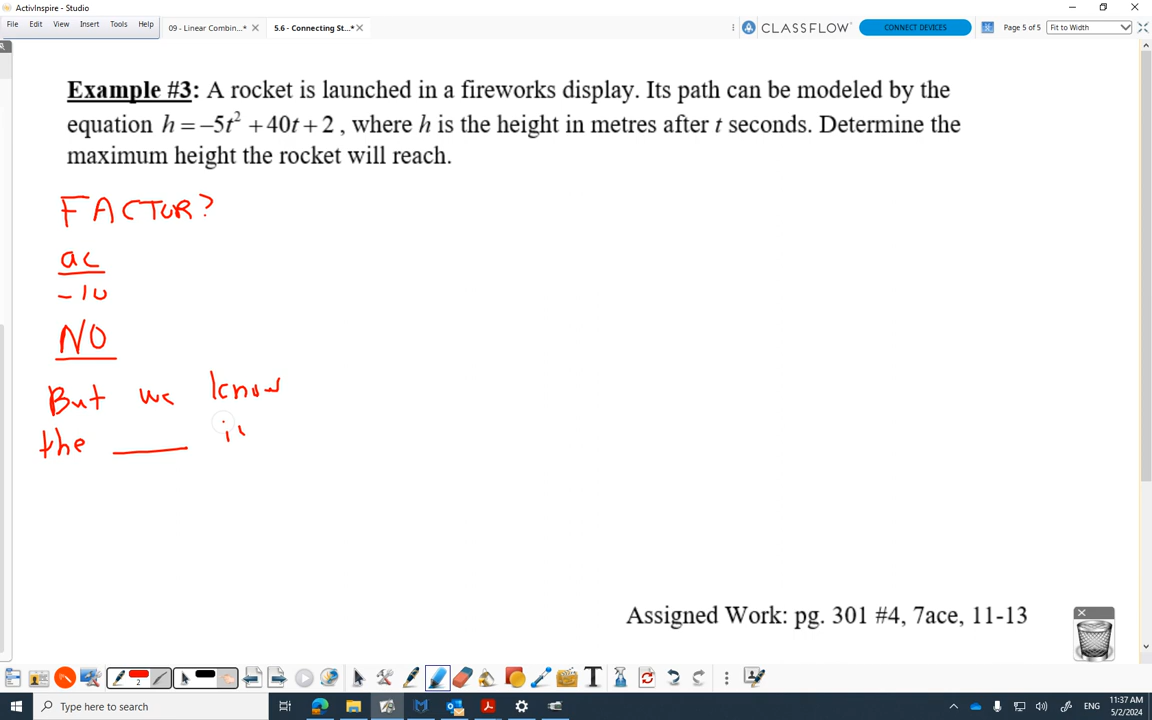 ActivInspire - Studio
File Edit View Insert Tools Help
09 - Linear Combin...*
5.6 - Connecting St...*
CLASSFLOW
CONNECT DEVICES
Page 5 of 5
Fit to Width
Example #3: A rocket is launched in a fireworks display. Its path can be modeled by the
equation h = −5t² + 40t + 2 , where h is the height in metres after t seconds. Determine the
maximum height the rocket will reach.
FACTOR?
ac
-10
NO
But we know
the ____ is
Assigned Work: pg. 301 #4, 7ace, 11-13
2
Type here to search
ENG
11:37 AM
5/2/2024